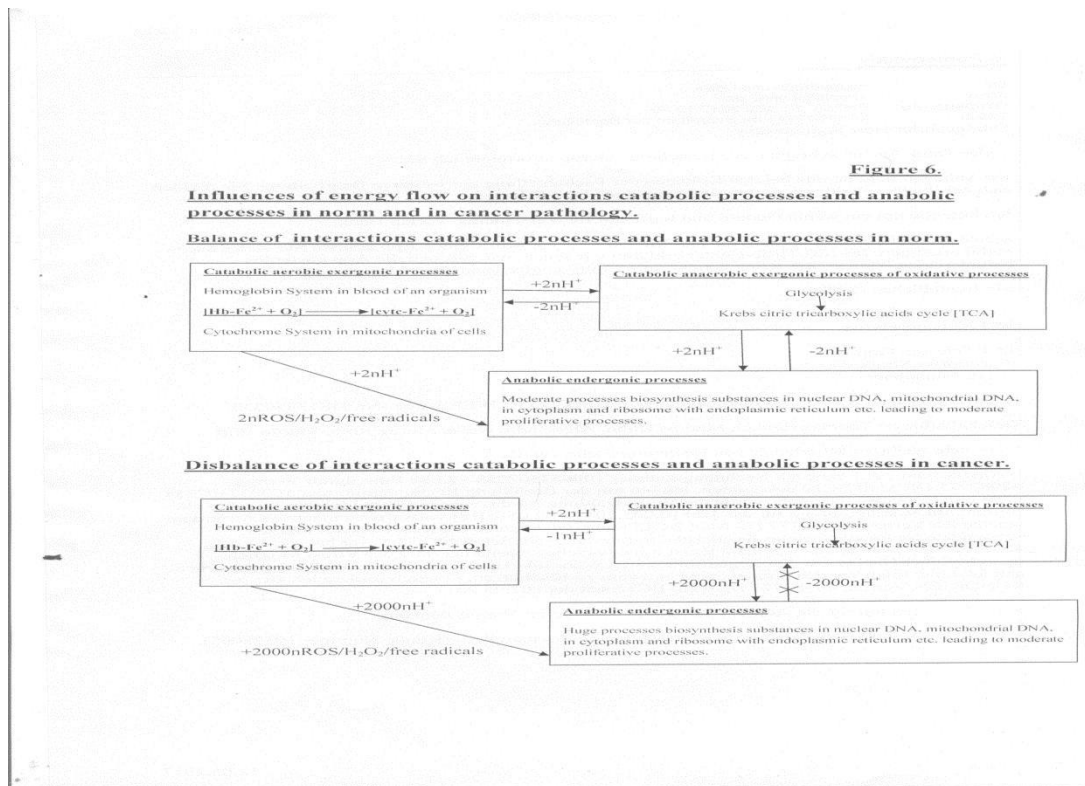 Figure 6.
Influences of energy flow on interactions catabolic processes and anabolic
processes in norm and in cancer pathology.
Balance of interactions catabolic processes and anabolic processes in norm.
Catabolic aerobic exergonic processes
Hemoglobin System in blood of an organism
[Hb-Fe²⁺ + O₂] → [cytc-Fe²⁺ + O₂]
Cytochrome System in mitochondria of cells
+2nH⁺
-2nH⁺
Catabolic anaerobic exergonic processes of oxidative processes
Glycolysis
Krebs citric tricarboxylic acids cycle [TCA]
+2nH⁺
-2nH⁺
+2nH⁺
2nROS/H₂O₂/free radicals
Anabolic endergonic processes
Moderate processes biosynthesis substances in nuclear DNA, mitochondrial DNA,
in cytoplasm and ribosome with endoplasmic reticulum etc. leading to moderate
proliferative processes.
Disbalance of interactions catabolic processes and anabolic processes in cancer.
Catabolic aerobic exergonic processes
Hemoglobin System in blood of an organism
[Hb-Fe²⁺ + O₂] → [cytc-Fe²⁺ + O₂]
Cytochrome System in mitochondria of cells
+2nH⁺
-1nH⁺
Catabolic anaerobic exergonic processes of oxidative processes
Glycolysis
Krebs citric tricarboxylic acids cycle [TCA]
+2000nH⁺
-2000nH⁺
+2000nH⁺
+2000nROS/H₂O₂/free radicals
Anabolic endergonic processes
Huge processes biosynthesis substances in nuclear DNA, mitochondrial DNA,
in cytoplasm and ribosome with endoplasmic reticulum etc. leading to moderate
proliferative processes.